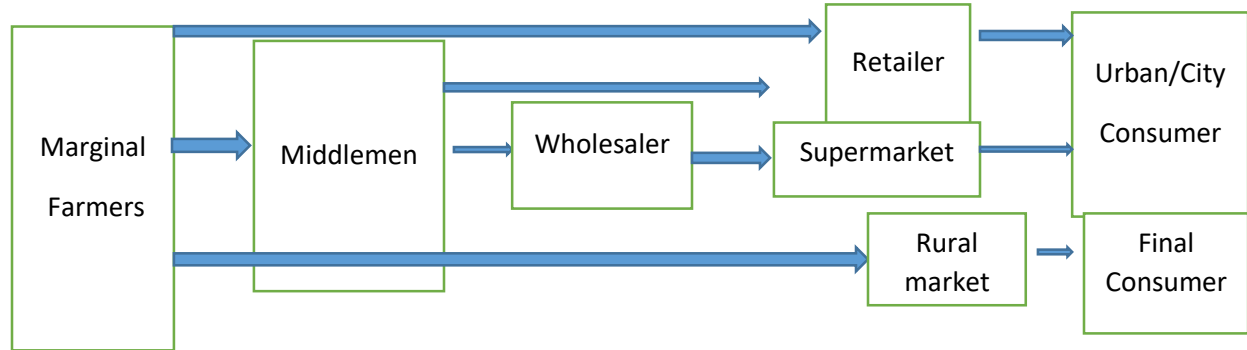 Marginal
Farmers
Middlemen
Wholesaler
Retailer
Supermarket
Urban/City
Consumer
Rural
market
Final
Consumer